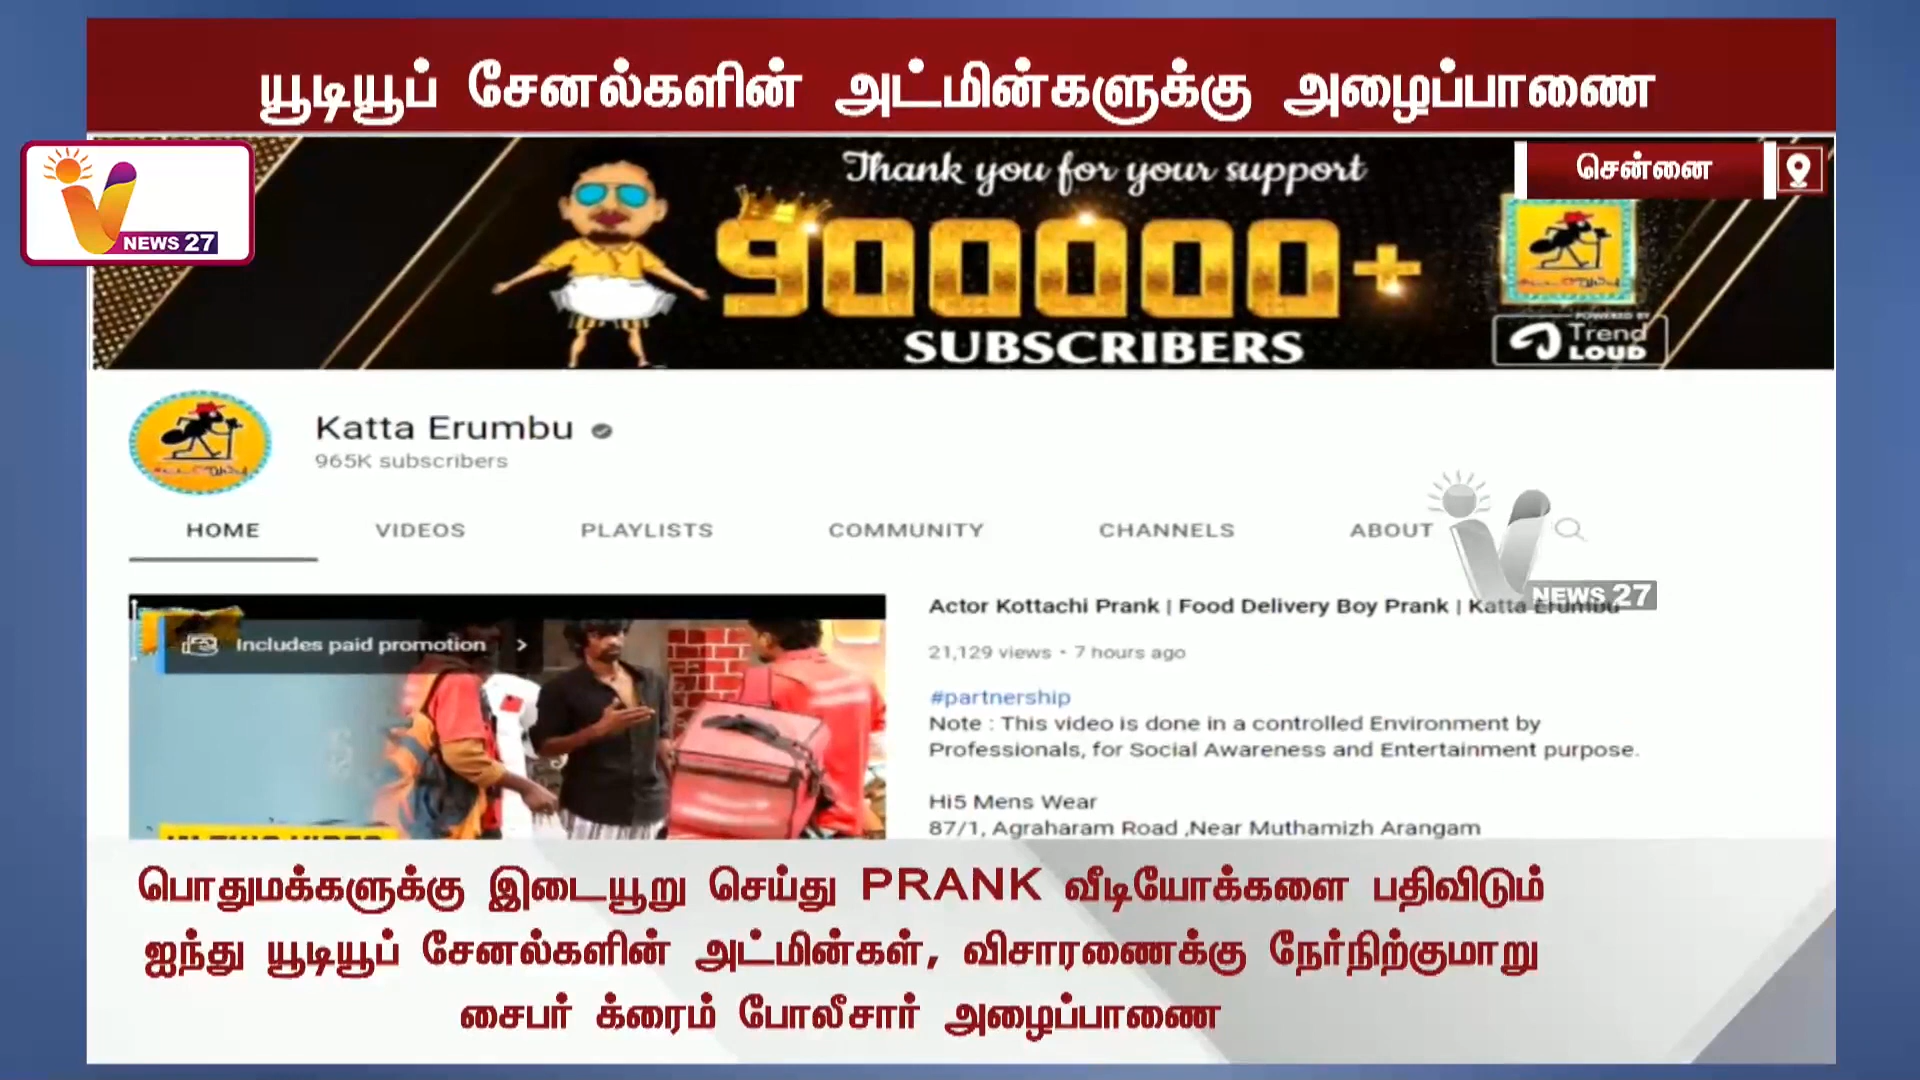 யூடியூப் சேனல்களின் அட்மின்களுக்கு அழைப்பாணை
சென்னை
NEWS 27
Thank you for your support
900000+
SUBSCRIBERS
POWERED BY
Trend
LOUD
Katta Erumbu
965K subscribers
HOME VIDEOS PLAYLISTS COMMUNITY CHANNELS ABOUT
NEWS 27
Includes paid promotion
Actor Kottachi Prank | Food Delivery Boy Prank | Katta Erumbu
21,129 views • 7 hours ago
#partnership
Note : This video is done in a controlled Environment by
Professionals, for Social Awareness and Entertainment purpose.
Hi5 Mens Wear
87/1, Agraharam Road ,Near Muthamizh Arangam
பொதுமக்களுக்கு இடையூறு செய்து PRANK வீடியோக்களை பதிவிடும்
ஐந்து யூடியூப் சேனல்களின் அட்மின்கள், விசாரணைக்கு நேர்நிற்குமாறு
சைபர் க்ரைம் போலீசார் அழைப்பாணை